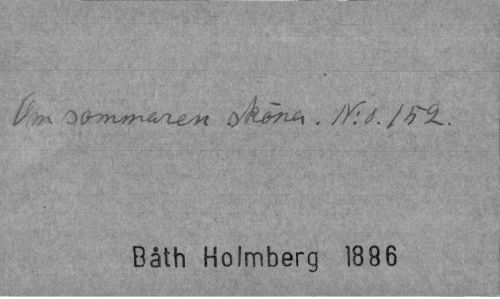 Om sommaren sköna. N:o. 152.
Båth Holmberg 1886